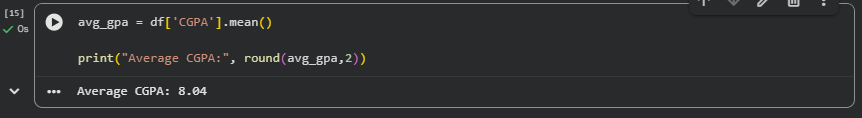 [15]
0s
avg_gpa = df['CGPA'].mean()
print("Average CGPA:", round(avg_gpa,2))
Average CGPA: 8.04